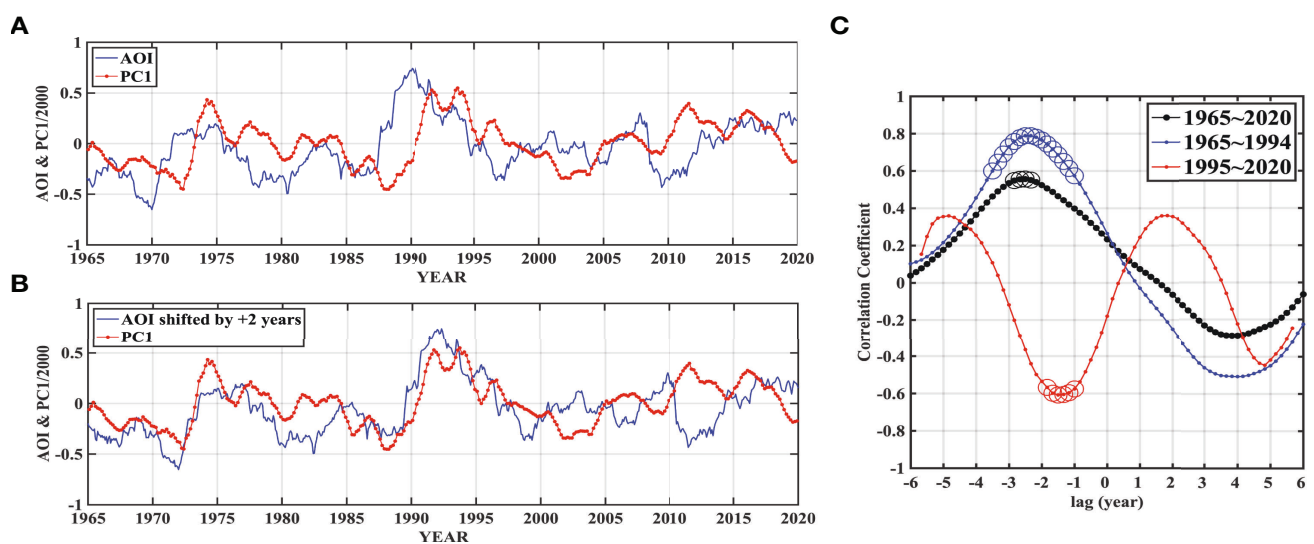 A
AOI & PC1/2000
1
0.5
0
-0.5
-1
AOI
PC1
1965 1970 1975 1980 1985 1990 1995 2000 2005 2010 2015 2020
YEAR
B
AOI & PC1/2000
1
0.5
0
-0.5
-1
AOI shifted by +2 years
PC1
1965 1970 1975 1980 1985 1990 1995 2000 2005 2010 2015 2020
YEAR
C
Correlation Coefficient
1
0.8
0.6
0.4
0.2
0
-0.2
-0.4
-0.6
-0.8
-1
1965~2020
1965~1994
1995~2020
-6 -5 -4 -3 -2 -1 0 1 2 3 4 5 6
lag (year)